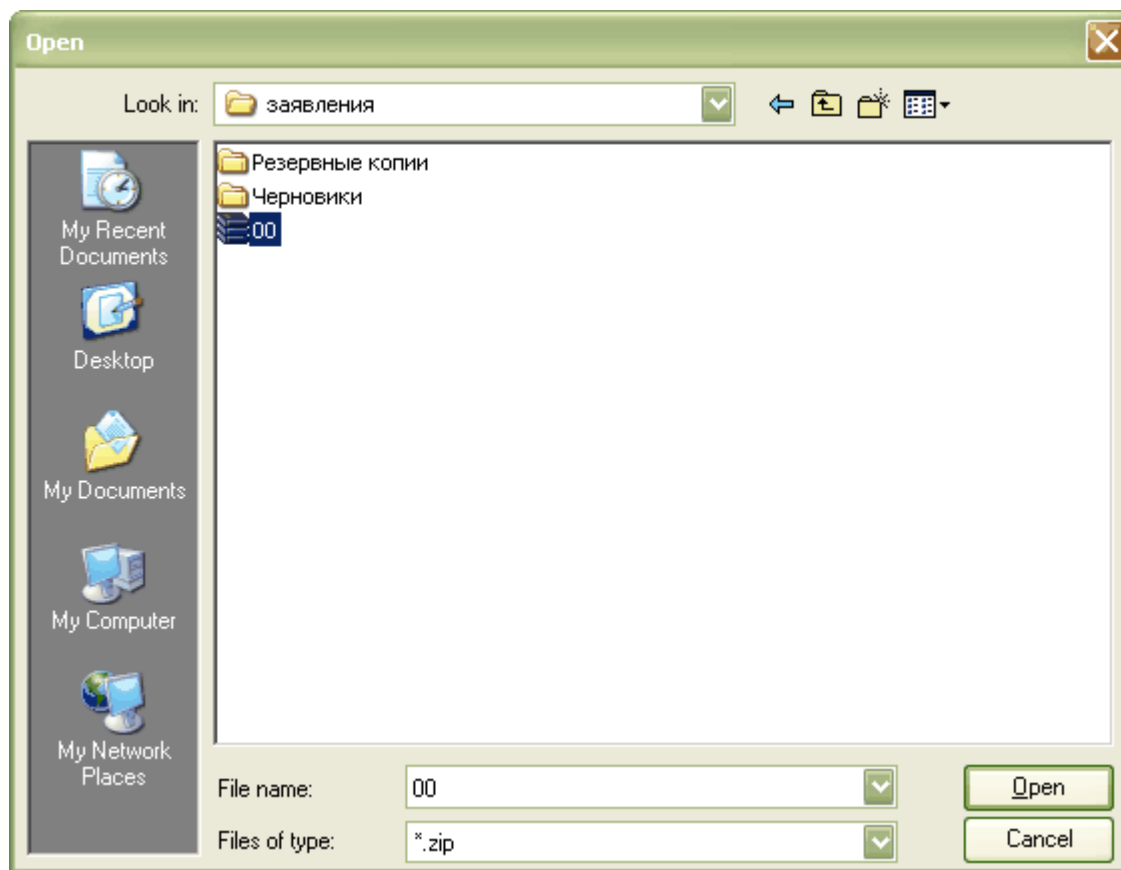 Open
Look in:
заявления
My Recent
Documents
Desktop
My Documents
My Computer
My Network
Places
Резервные копии
Черновики
00
File name:
00
Open
Files of type:
*.zip
Cancel